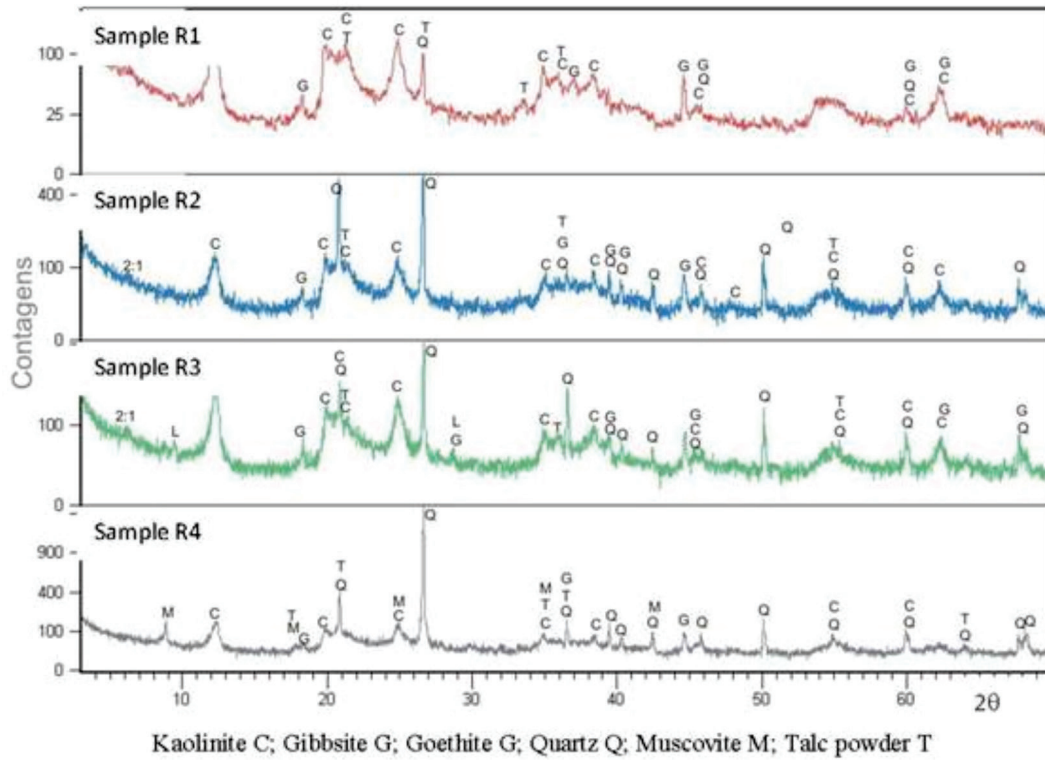 Contagens
Sample R1
100
25
0
C
C
T
G
C
T
Q
T
C
T
C
G
C
G
G
Q
C
G
Q
C
G
C
Sample R2
400
100
0
2:1
C
G
C
Q
T
C
C
Q
C
T
G
Q
C
G
Q
G
Q
Q
G
C
Q
C
Q
Q
T
C
Q
C
Q
C
Q
Sample R3
100
0
2:1
L
G
C
C
Q
T
C
C
Q
L
G
C
T
Q
C
G
Q
Q
Q
G
C
Q
Q
T
C
Q
C
Q
G
C
G
Q
Sample R4
900
400
100
0
M
C
T
M
G
C
T
Q
M
C
Q
M
T
C
G
T
Q
C
Q
Q
M
Q
G
Q
Q
C
Q
C
Q
T
Q
Q
Q
10 20 30 40 50 60 2θ
Kaolinite C; Gibbsite G; Goethite G; Quartz Q; Muscovite M; Talc powder T